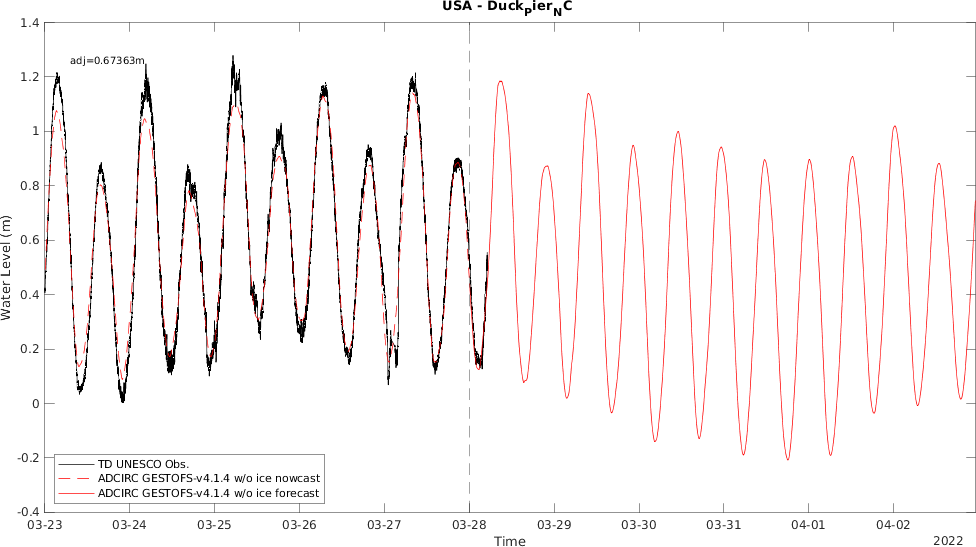 USA - Duck_Pier_NC
adj=0.67363m
1.4
1.2
1
0.8
0.6
0.4
0.2
0
-0.2
-0.4
Water Level (m)
TD UNESCO Obs.
ADCIRC GESTOFS-v4.1.4 w/o ice nowcast
ADCIRC GESTOFS-v4.1.4 w/o ice forecast
03-23 03-24 03-25 03-26 03-27 03-28 03-29 03-30 03-31 04-01 04-02
Time
2022